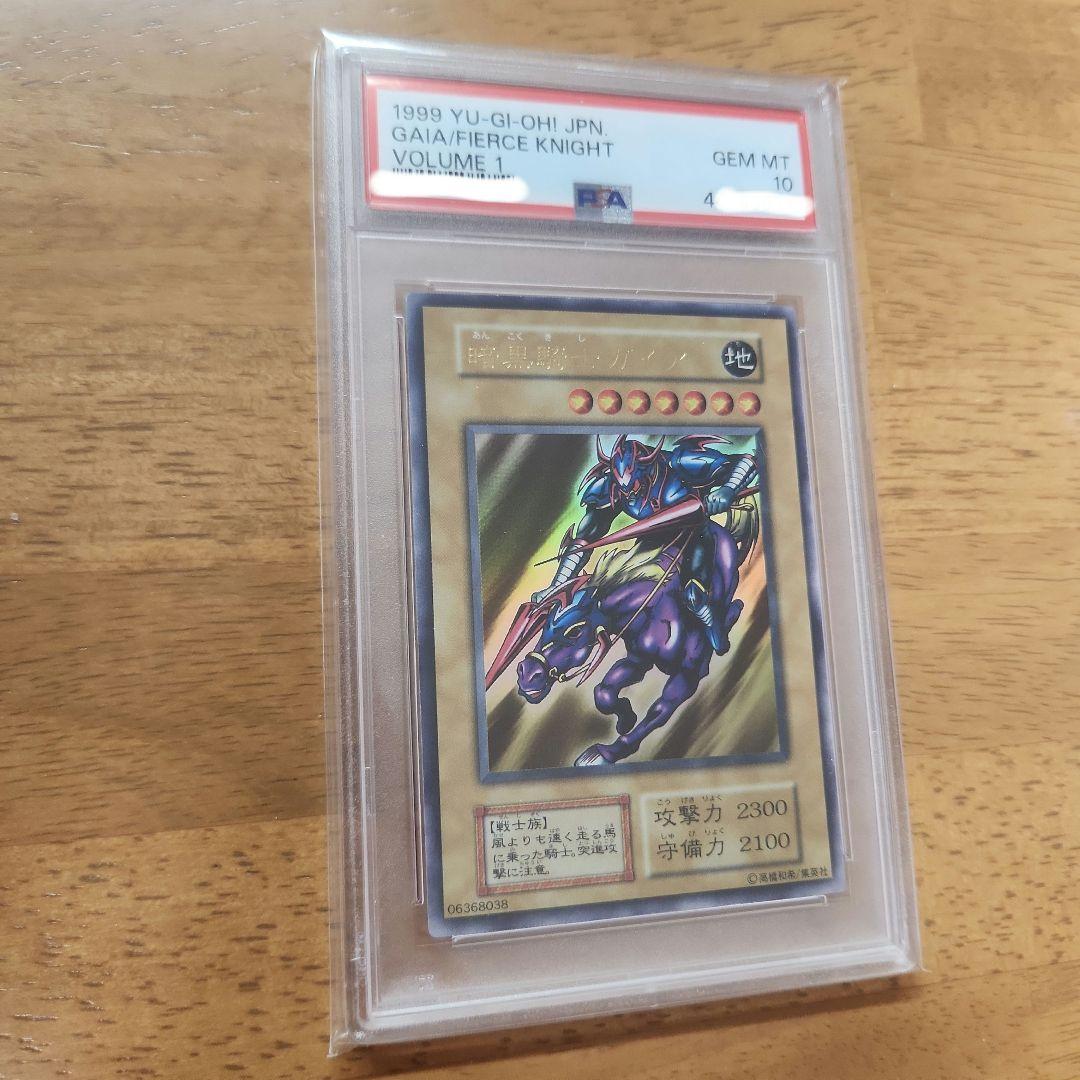 1999 YU-GI-OH! JPN.
GAIA/FIERCE KNIGHT
VOLUME 1
GEM MT
10
4
PSA
あんこくきし
暗黒騎士ガイア
地
【戦士族】
風よりも速く走る馬
に乗った騎士。突進攻
撃に注意。
こうげきりょく
攻撃力 2300
しゅびりょく
守備力 2100
©高橋和希/集英社
06368038